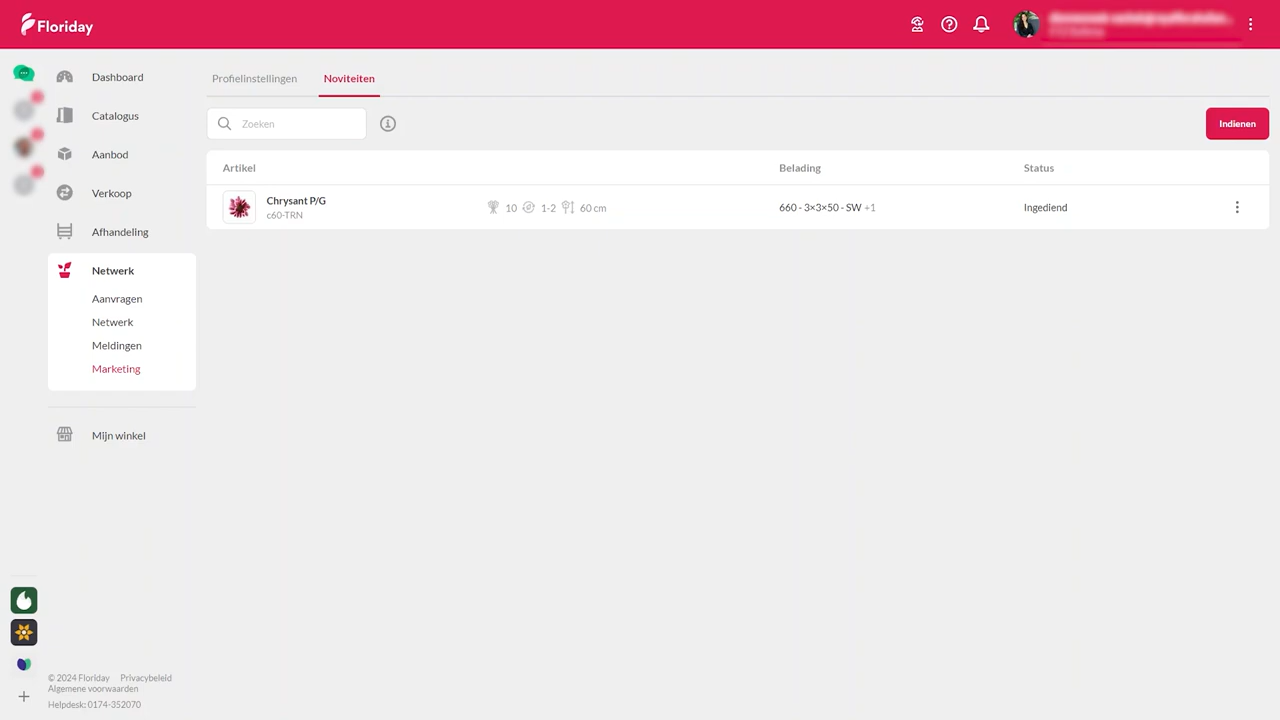 Floriday
Dashboard
Catalogus
Aanbod
Verkoop
Afhandeling
Netwerk
Aanvragen
Netwerk
Meldingen
Marketing
Mijn winkel
© 2024 Floriday Privacybeleid
Algemene voorwaarden
Helpdesk: 0174-352070
Profielinstellingen Noviteiten
Zoeken
Indienen
Artikel Belading Status
Chrysant P/G
c60-TRN
10 1-2 60 cm
660 - 3×3×50 - SW +1
Ingediend